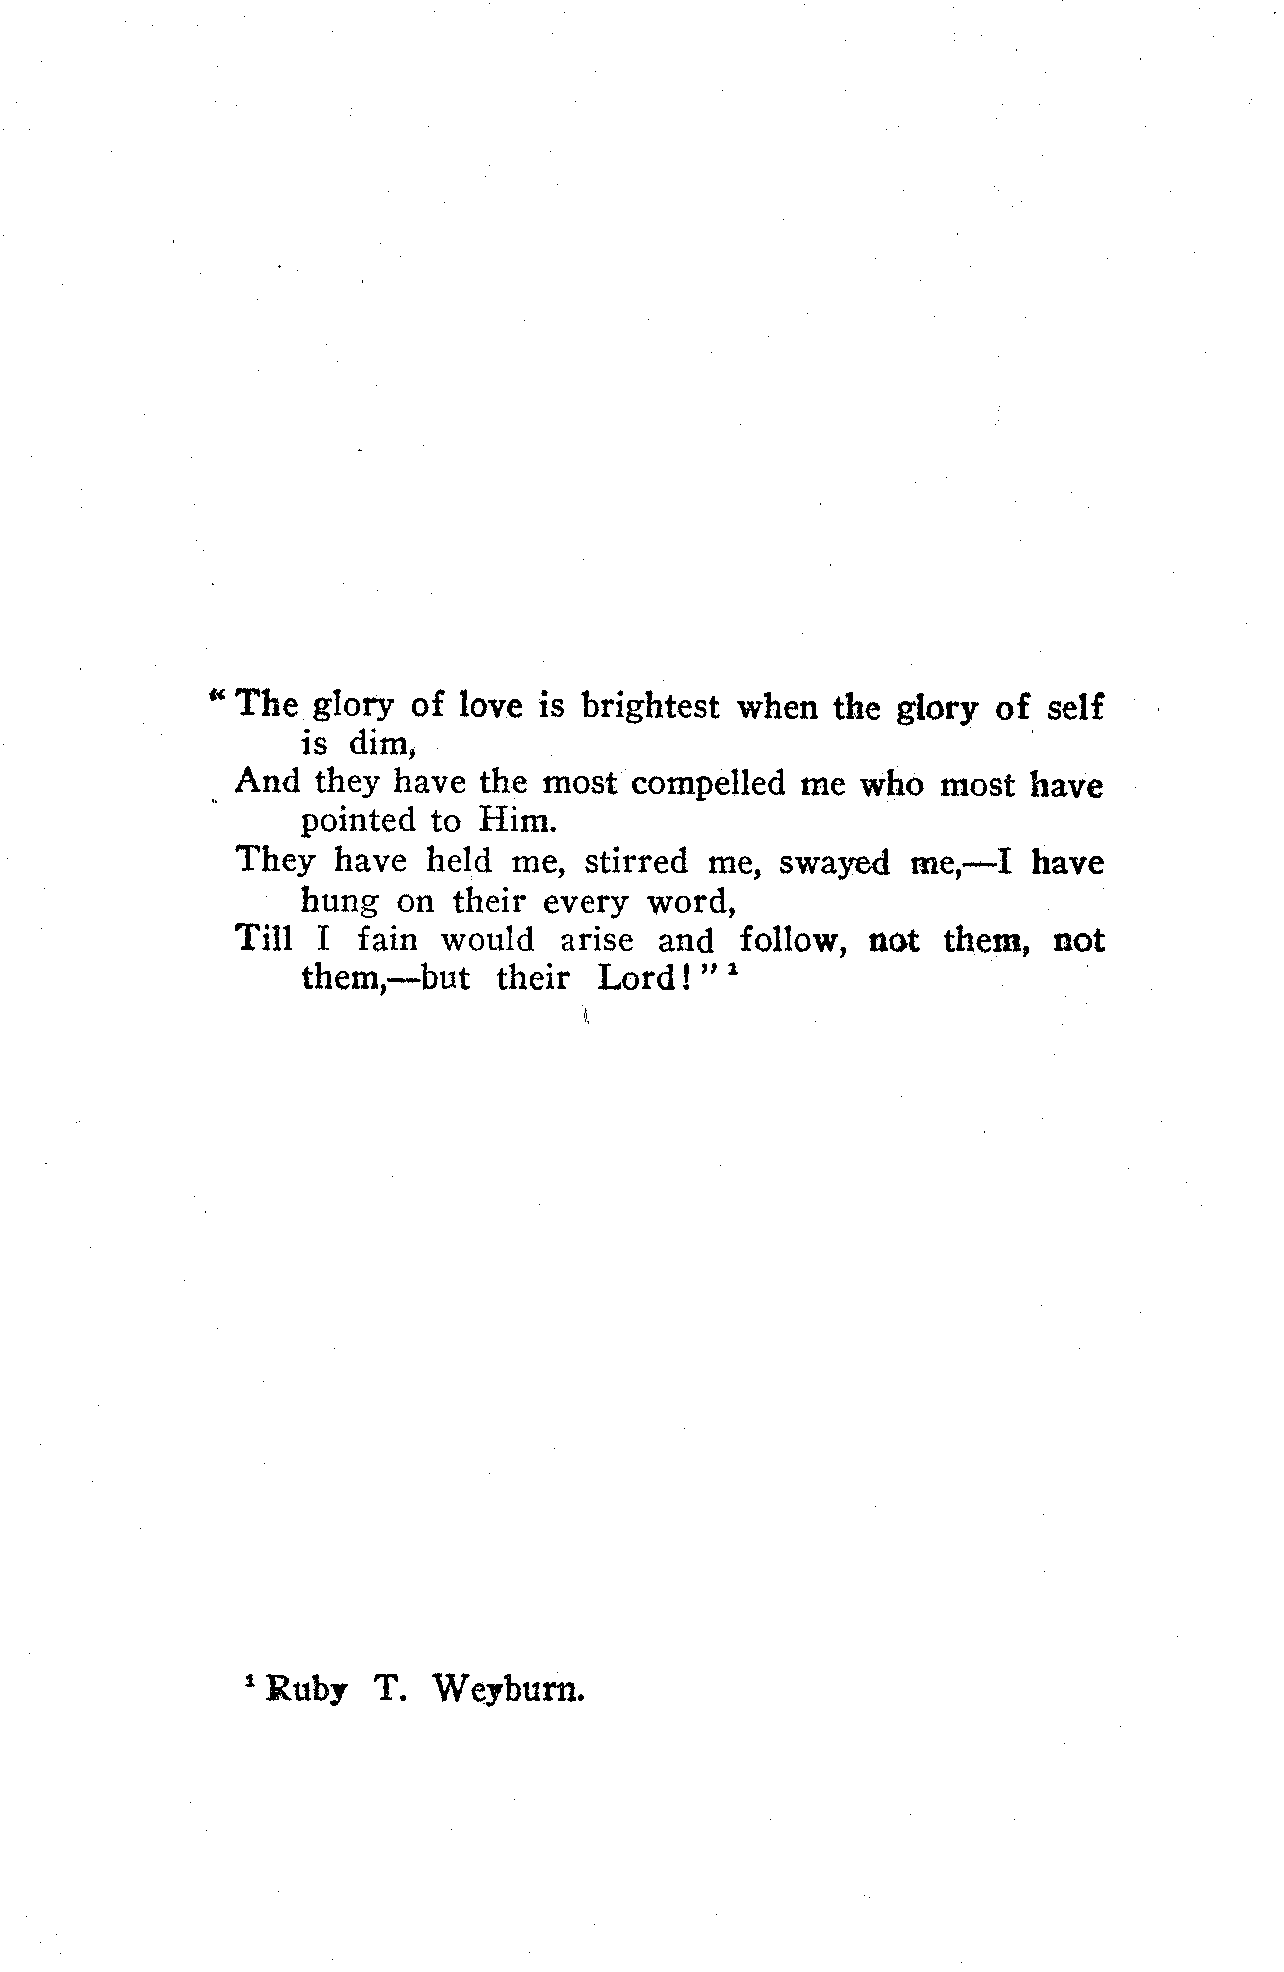 “ The glory of love is brightest when the glory of self
is dim,
And they have the most compelled me who most have
pointed to Him.
They have held me, stirred me, swayed me,—I have
hung on their every word,
Till I fain would arise and follow, not them, not
them,—but their Lord! ” ¹
¹ Ruby T. Weyburn.